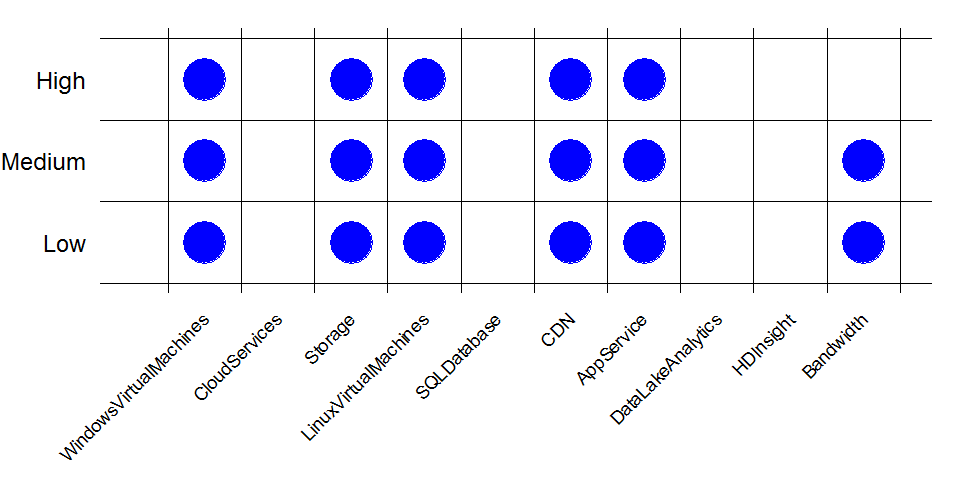 High
Medium
Low
WindowsVirtualMachines
CloudServices
Storage
LinuxVirtualMachines
SQLDatabase
CDN
AppService
DataLakeAnalytics
HDInsight
Bandwidth